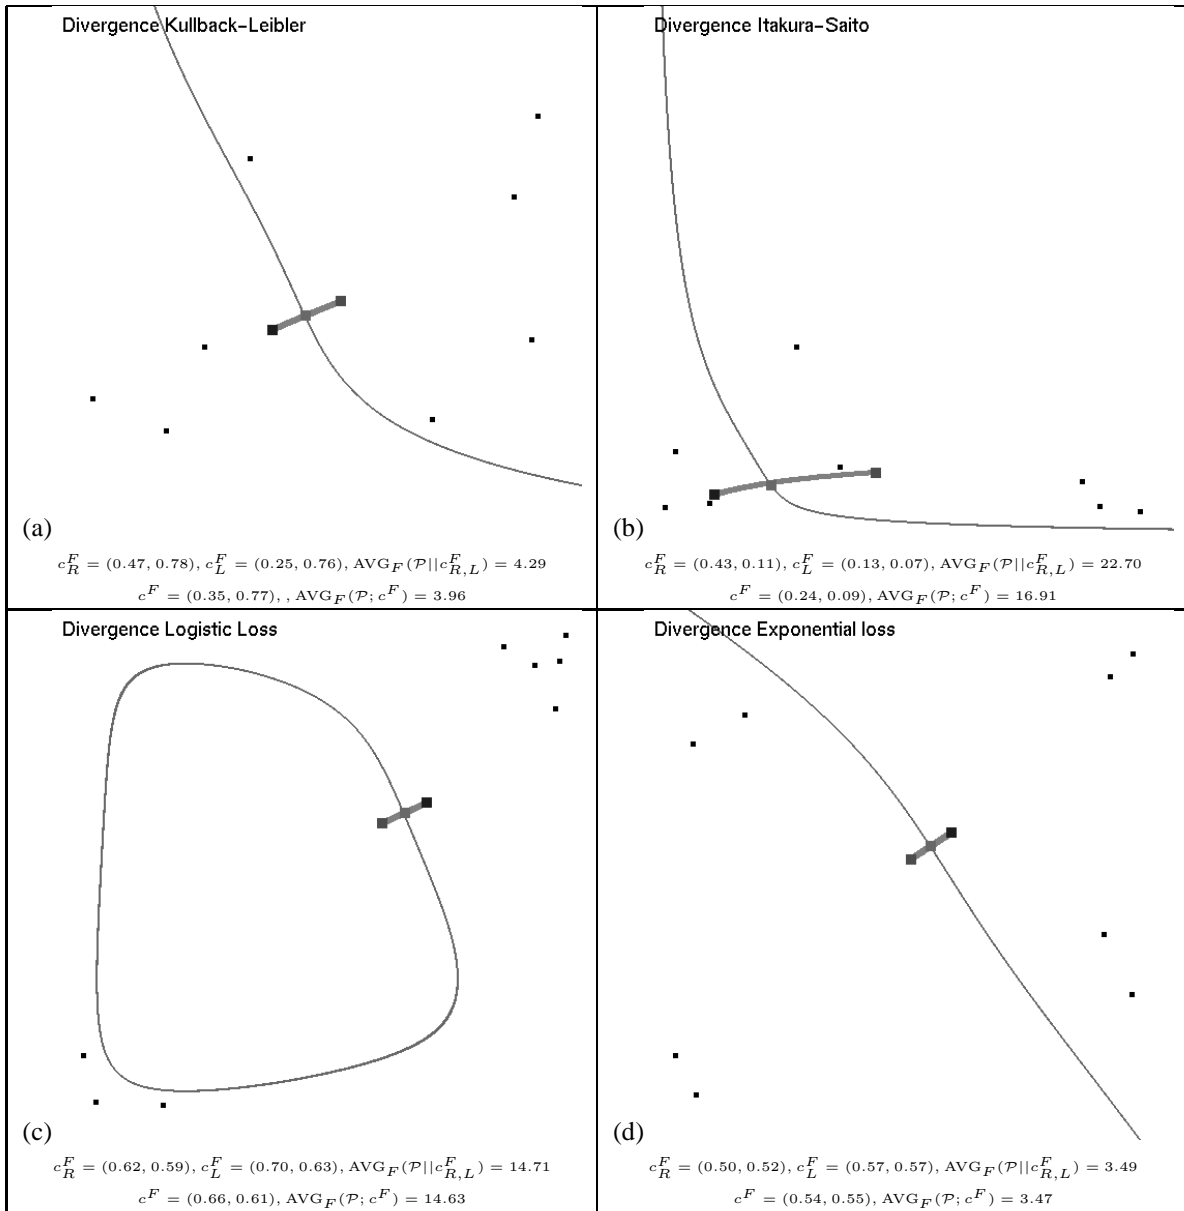 Divergence Kullback-Leibler
(a)
c_R^F = (0.47, 0.78), c_L^F = (0.25, 0.76), AVG_F(𝒫||c_{R,L}^F) = 4.29
c^F = (0.35, 0.77), , AVG_F(𝒫; c^F) = 3.96
Divergence Itakura-Saito
(b)
c_R^F = (0.43, 0.11), c_L^F = (0.13, 0.07), AVG_F(𝒫||c_{R,L}^F) = 22.70
c^F = (0.24, 0.09), AVG_F(𝒫; c^F) = 16.91
Divergence Logistic Loss
(c)
c_R^F = (0.62, 0.59), c_L^F = (0.70, 0.63), AVG_F(𝒫||c_{R,L}^F) = 14.71
c^F = (0.66, 0.61), AVG_F(𝒫; c^F) = 14.63
Divergence Exponential loss
(d)
c_R^F = (0.50, 0.52), c_L^F = (0.57, 0.57), AVG_F(𝒫||c_{R,L}^F) = 3.49
c^F = (0.54, 0.55), AVG_F(𝒫; c^F) = 3.47